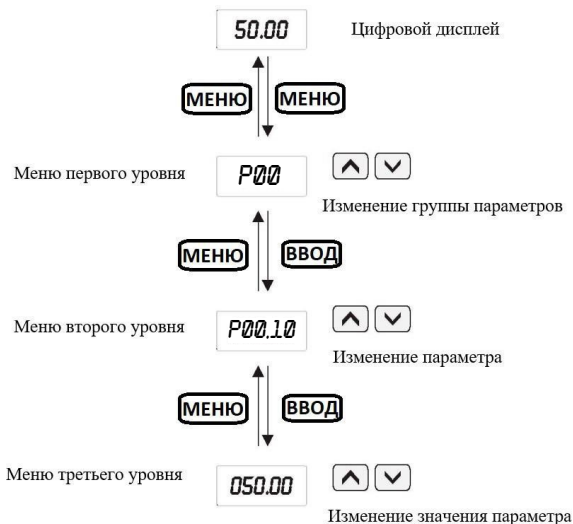 50.00 Цифровой дисплей
МЕНЮ МЕНЮ
Меню первого уровня P00
Изменение группы параметров
МЕНЮ ВВОД
Меню второго уровня P00.10
Изменение параметра
МЕНЮ ВВОД
Меню третьего уровня 050.00
Изменение значения параметра